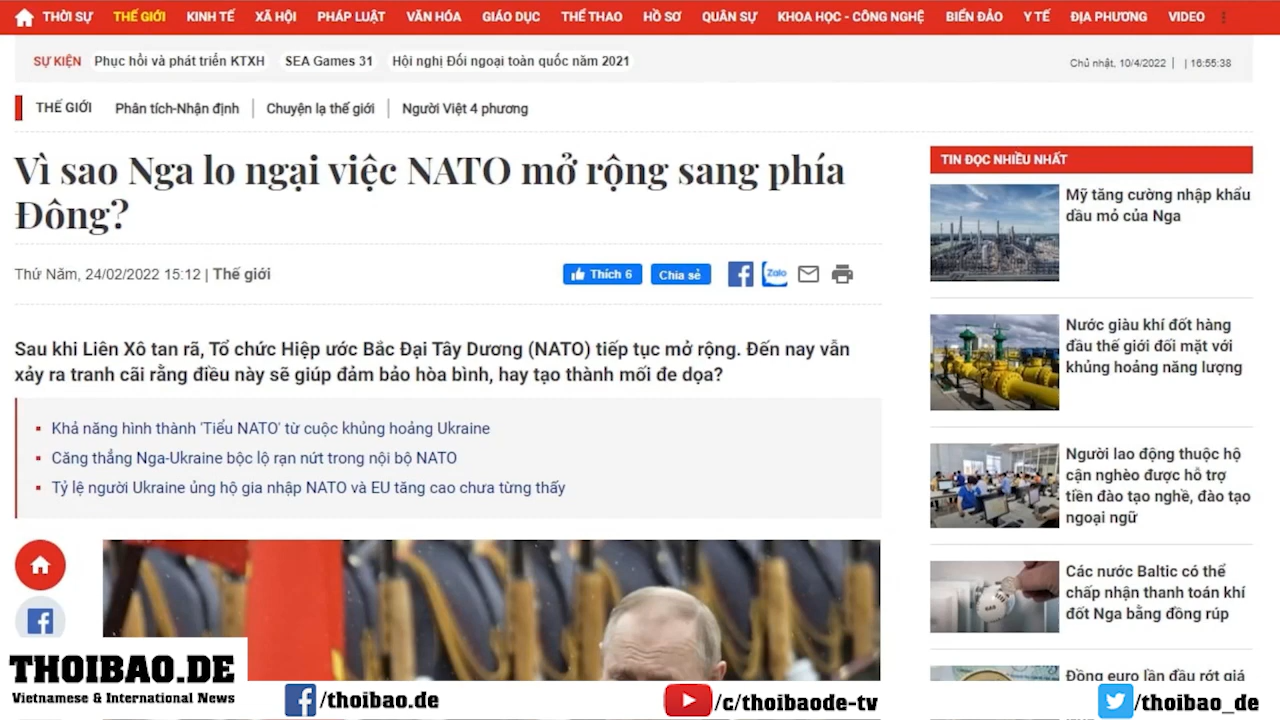 THỜI SỰ THẾ GIỚI KINH TẾ XÃ HỘI PHÁP LUẬT VĂN HÓA GIÁO DỤC THỂ THAO HỒ SƠ QUÂN SỰ KHOA HỌC - CÔNG NGHỆ BIỂN ĐẢO Y TẾ ĐỊA PHƯƠNG VIDEO
SỰ KIỆN Phục hồi và phát triển KTXH SEA Games 31 Hội nghị Đối ngoại toàn quốc năm 2021
Chủ nhật, 10/4/2022 | | 16:55:38
THẾ GIỚI Phân tích-Nhận định | Chuyện lạ thế giới | Người Việt 4 phương
Vì sao Nga lo ngại việc NATO mở rộng sang phía
Đông?
Thứ Năm, 24/02/2022 15:12 | Thế giới
Thích 6 Chia sẻ Zalo
Sau khi Liên Xô tan rã, Tổ chức Hiệp ước Bắc Đại Tây Dương (NATO) tiếp tục mở rộng. Đến nay vẫn
xảy ra tranh cãi rằng điều này sẽ giúp đảm bảo hòa bình, hay tạo thành mối đe dọa?
Khả năng hình thành 'Tiểu NATO' từ cuộc khủng hoảng Ukraine
Căng thẳng Nga-Ukraine bộc lộ rạn nứt trong nội bộ NATO
Tỷ lệ người Ukraine ủng hộ gia nhập NATO và EU tăng cao chưa từng thấy
TIN ĐỌC NHIỀU NHẤT
Mỹ tăng cường nhập khẩu
dầu mỏ của Nga
Nước giàu khí đốt hàng
đầu thế giới đối mặt với
khủng hoảng năng lượng
Người lao động thuộc hộ
cận nghèo được hỗ trợ
tiền đào tạo nghề, đào tạo
ngoại ngữ
Các nước Baltic có thể
chấp nhận thanh toán khí
đốt Nga bằng đồng rúp
Đồng euro lần đầu rớt giá
THOIBAO.DE
Vietnamese & International News
/thoibao.de
/c/thoibaode-tv
/thoibao_de